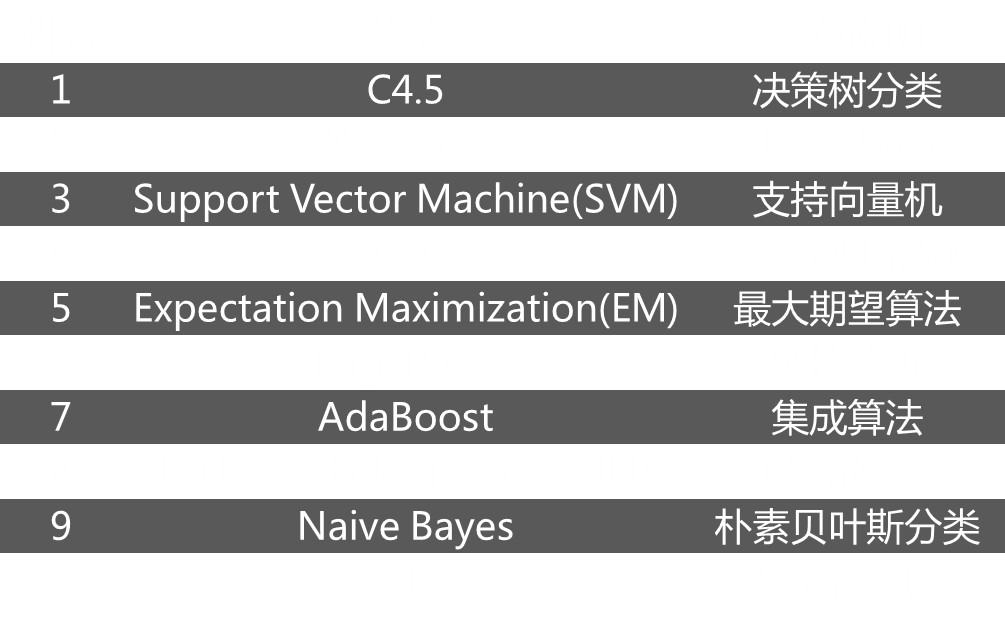 1 C4.5 决策树分类
3 Support Vector Machine(SVM) 支持向量机
5 Expectation Maximization(EM) 最大期望算法
7 AdaBoost 集成算法
9 Naive Bayes 朴素贝叶斯分类